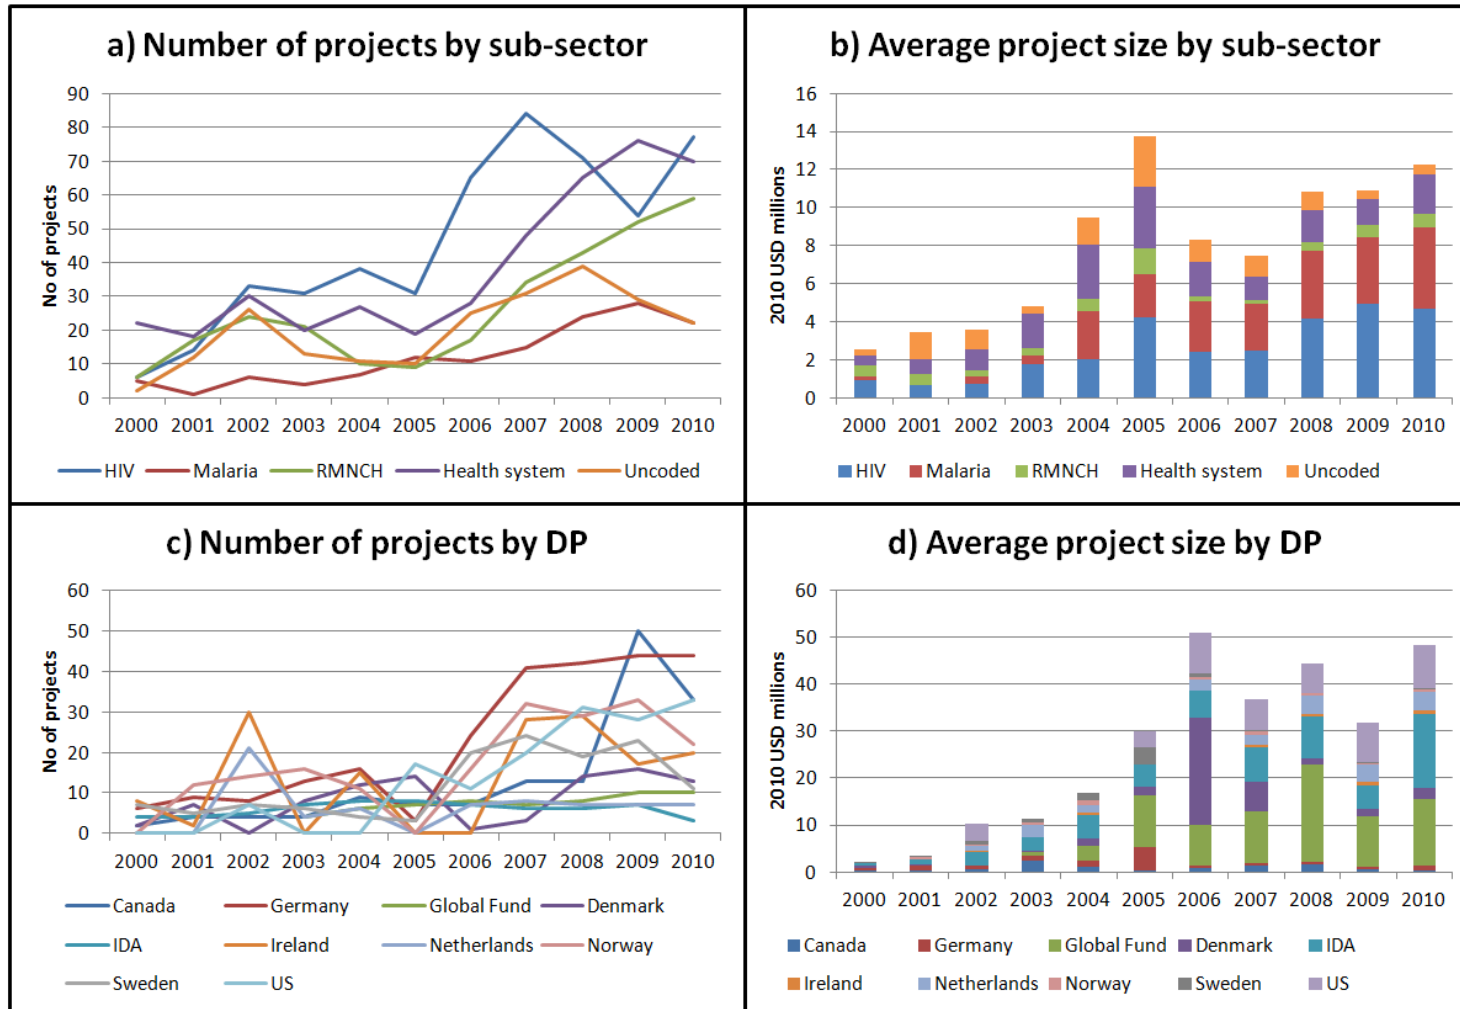 a) Number of projects by sub-sector
No of projects
90
80
70
60
50
40
30
20
10
0
2000 2001 2002 2003 2004 2005 2006 2007 2008 2009 2010
HIV Malaria RMNCH Health system Uncoded
b) Average project size by sub-sector
2010 USD millions
16
14
12
10
8
6
4
2
0
2000 2001 2002 2003 2004 2005 2006 2007 2008 2009 2010
HIV Malaria RMNCH Health system Uncoded
c) Number of projects by DP
No of projects
60
50
40
30
20
10
0
2000 2001 2002 2003 2004 2005 2006 2007 2008 2009 2010
Canada Germany Global Fund Denmark
IDA Ireland Netherlands Norway
Sweden US
d) Average project size by DP
2010 USD millions
60
50
40
30
20
10
0
2000 2001 2002 2003 2004 2005 2006 2007 2008 2009 2010
Canada Germany Global Fund Denmark IDA
Ireland Netherlands Norway Sweden US